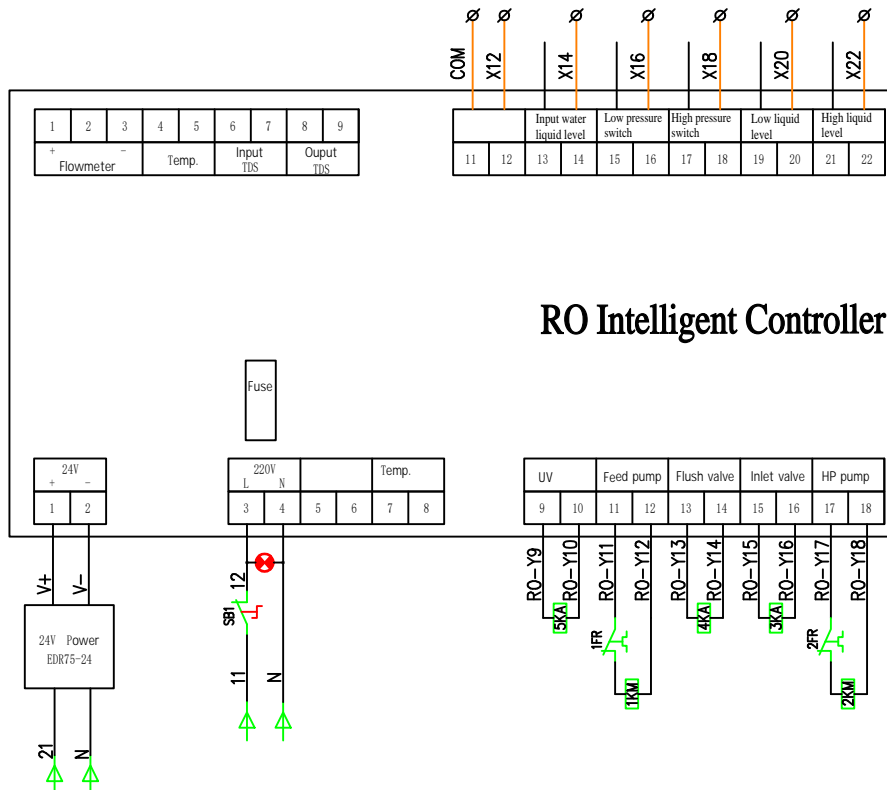 COM X12 X14 X16 X18 X20 X22
1 2 3 4 5 6 7 8 9
+ - Temp. Input Ouput
Flowmeter TDS TDS
Input water Low pressure High pressure Low liquid High liquid
liquid level switch switch level level
11 12 13 14 15 16 17 18 19 20 21 22
RO Intelligent Controller
Fuse
24V 220V Temp. UV Feed pump Flush valve Inlet valve HP pump
+ - L N
1 2 3 4 5 6 7 8 9 10 11 12 13 14 15 16 17 18
V+ V- 12 RO-Y9 RO-Y10 RO-Y11 RO-Y12 RO-Y13 RO-Y14 RO-Y15 RO-Y16 RO-Y17 RO-Y18
SB1 5KA 1FR 4KA 3KA 2FR
24V Power
EDR75-24
11 N 1KM 2KM
21 N